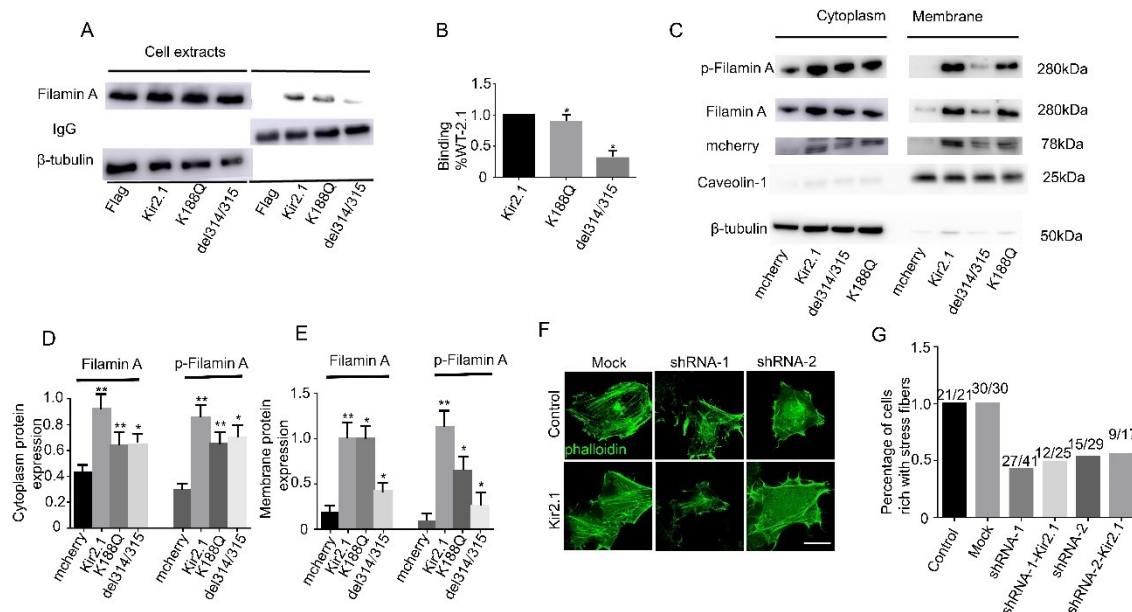 A
Cell extracts
Filamin A
IgG
β-tubulin
Flag
Kir2.1
K188Q
del314/315
Flag
Kir2.1
K188Q
del314/315
B
Binding
%WT-2.1
1.5
1.0
0.5
0
*
*
Kir2.1
K188Q
del314/315
C
Cytoplasm
Membrane
p-Filamin A
280kDa
Filamin A
280kDa
mcherry
78kDa
Caveolin-1
25kDa
β-tubulin
50kDa
mcherry
Kir2.1
del314/315
K188Q
mcherry
Kir2.1
del314/315
K188Q
D
Filamin A
p-Filamin A
Cytoplasm protein
expression
1.0
0.8
0.6
0.4
0.2
0
**
**
*
**
**
*
mcherry
Kir2.1
K188Q
del314/315
mcherry
Kir2.1
K188Q
del314/315
E
Filamin A
p-Filamin A
Membrane protein
expression
1.5
1.0
0.5
0.0
**
*
*
**
*
*
mcherry
Kir2.1
K188Q
del314/315
mcherry
Kir2.1
K188Q
del314/315
F
Mock
shRNA-1
shRNA-2
Control
phalloidin
Kir2.1
G
Percentage of cells
rich with stress fibers
1.5
1.0
0.5
0
21/21
30/30
27/41
12/25
15/29
9/17
Control
Mock
shRNA-1
shRNA-1-Kir2.1
shRNA-2
shRNA-2-Kir2.1